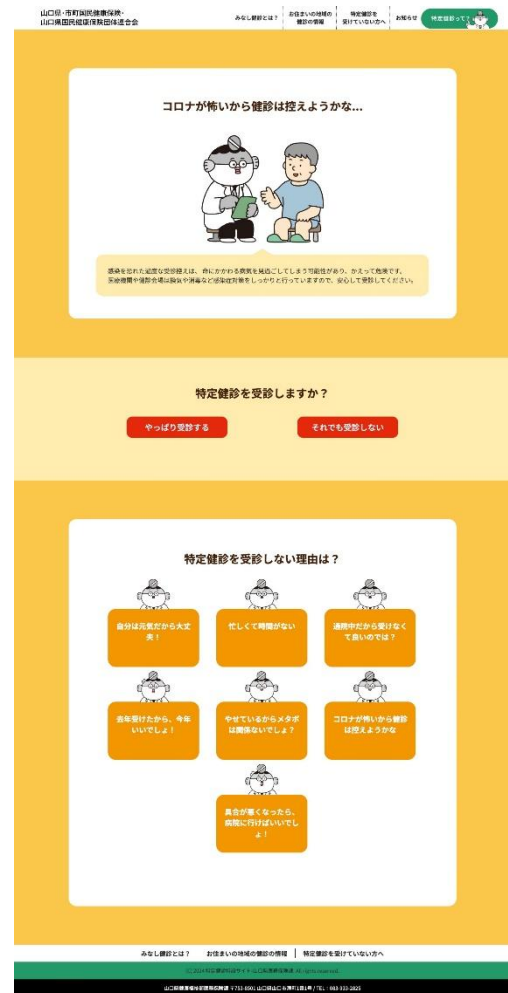 山口県・市町国民健康保険・
山口県国民健康保険団体連合会
みなし健診とは？
お住まいの地域の
健診の情報
特定健診を
受けていない方へ
お知らせ
特定健診って？
コロナが怖いから健診は控えようかな…
感染を恐れた過度な受診控えは、命にかかわる病気を見過ごしてしまう可能性があり、かえって危険です。
医療機関や健診会場は換気や消毒など感染症対策をしっかりと行っていますので、安心して受診してください。
特定健診を受診しますか？
やっぱり受診する
それでも受診しない
特定健診を受診しない理由は？
自分は元気だから大丈
夫！
忙しくて時間がない
通院中だから受けなく
て良いのでは？
去年受けたから、今年
いいでしょ！
やせているからメタボ
は関係ないでしょ？
コロナが怖いから健診
は控えようかな
具合が悪くなったら、
病院に行けばいいでし
ょ！
みなし健診とは？
お住まいの地域の健診の情報
特定健診を受けていない方へ